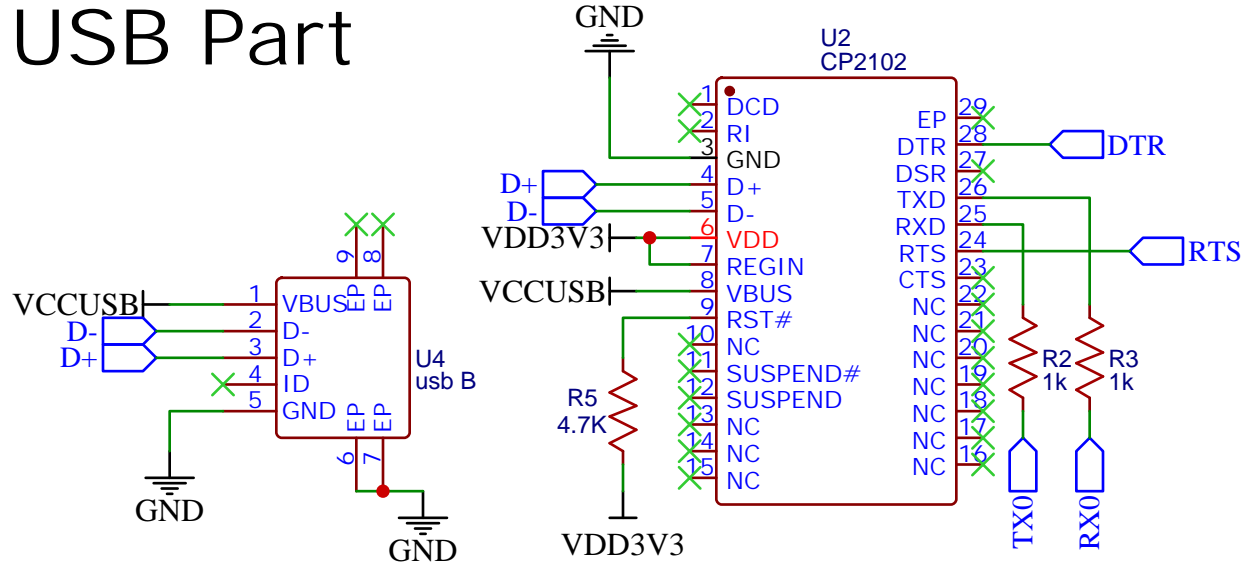 USB Part
GND
U2
CP2102
1 DCD
2 RI
3 GND
D+ 4 D+
D- 5 D-
VDD3V3 6 VDD
7 REGIN
VCCUSB 8 VBUS
9 RST#
10 NC
11 SUSPEND#
12 SUSPEND
13 NC
14 NC
15 NC
EP 29
DTR 28 DTR
DSR 27
TXD 26
RXD 25
RTS 24 RTS
CTS 23
NC 22
NC 21
NC 20
NC 19
NC 18
NC 17
NC 16
R2
1k
R3
1k
TX0
RX0
R5
4.7K
VDD3V3
9 EP
8 EP
VCCUSB 1 VBUS
D- 2 D-
D+ 3 D+
4 ID
5 GND
U4
usb B
6 EP
7 EP
GND
GND